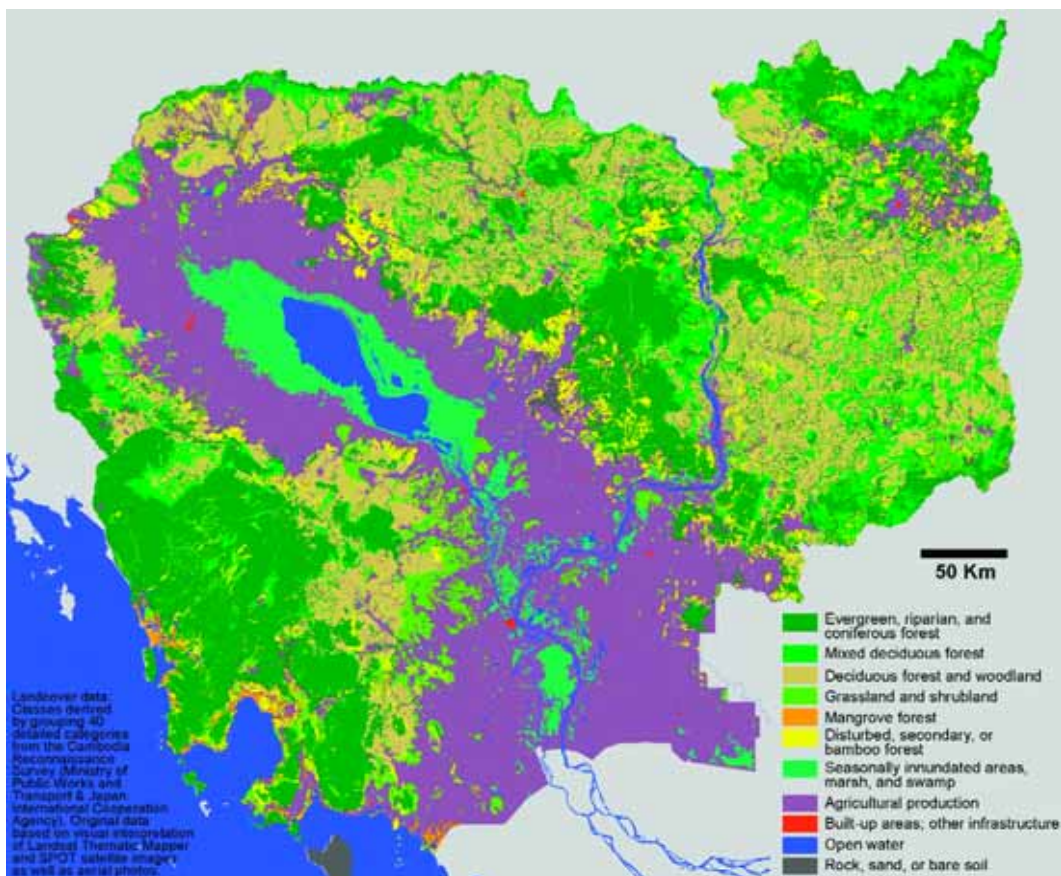 50 Km
Evergreen, riparian, and
coniferous forest
Mixed deciduous forest
Deciduous forest and woodland
Grassland and shrubland
Mangrove forest
Disturbed, secondary, or
bamboo forest
Seasonally innundated areas,
marsh, and swamp
Agricultural production
Built-up areas; other infrastructure
Open water
Rock, sand, or bare soil
Landcover data:
Classes derived
by grouping 40
detailed categories
from the Cambodia
Reconnaissance
Survey (Ministry of
Public Works and
Transport & Japan
International Cooperation
Agency). Original data
based on visual interpretation
of Landsat Thematic Mapper
and SPOT satellite images
as well as aerial photos.